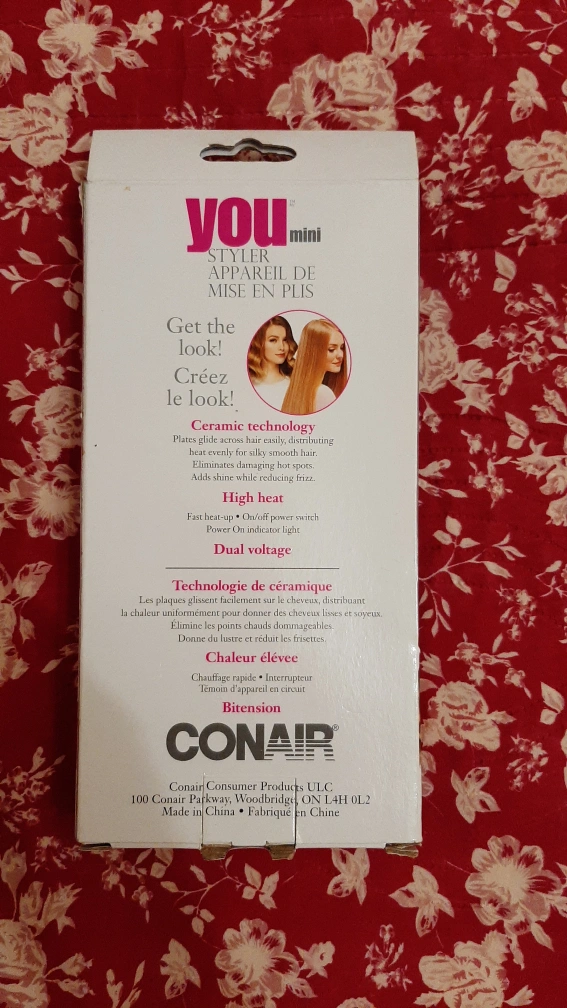 you mini
STYLER
APPAREIL DE
MISE EN PLIS
Get the
look!
Créez
le look!
Ceramic technology
Plates glide across hair easily, distributing
heat evenly for silky smooth hair.
Eliminates damaging hot spots.
Adds shine while reducing frizz.
High heat
Fast heat-up • On/off power switch
Power On indicator light
Dual voltage
Technologie de céramique
Les plaques glissent facilement sur le cheveux, distribuant
la chaleur uniformément pour donner des cheveux lisses et soyeux.
Élimine les points chauds dommageables.
Donne du lustre et réduit les frisettes.
Chaleur élévee
Chauffage rapide • Interrupteur
Témom d'appareil en circuit
Bitension
CONAIR®
Conair Consumer Products ULC
100 Conair Parkway, Woodbridge, ON L4H 0L2
Made in China • Fabriqué en Chine